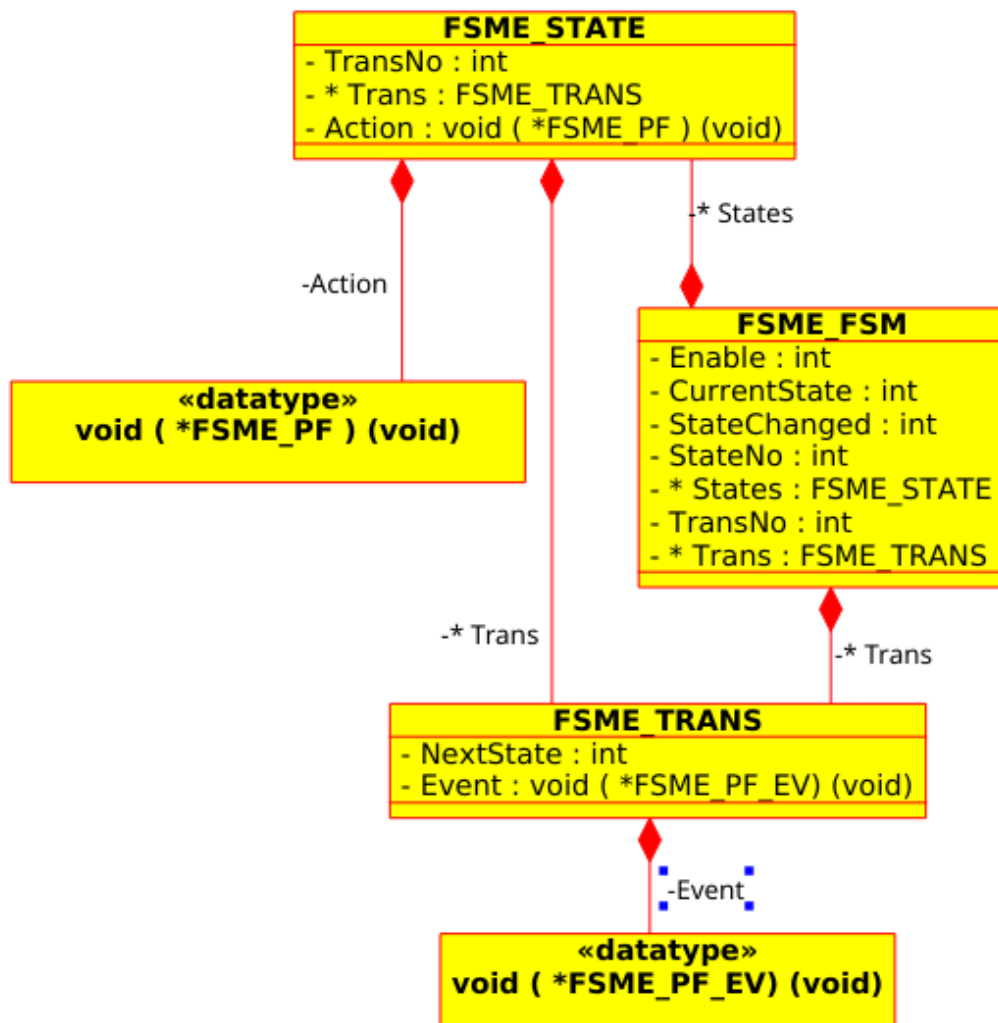 FSME_STATE
- TransNo : int
- * Trans : FSME_TRANS
- Action : void ( *FSME_PF ) (void)
-* States
-Action
FSME_FSM
- Enable : int
- CurrentState : int
- StateChanged : int
- StateNo : int
- * States : FSME_STATE
- TransNo : int
- * Trans : FSME_TRANS
«datatype»
void ( *FSME_PF ) (void)
-* Trans
-* Trans
FSME_TRANS
- NextState : int
- Event : void ( *FSME_PF_EV) (void)
-Event
«datatype»
void ( *FSME_PF_EV) (void)